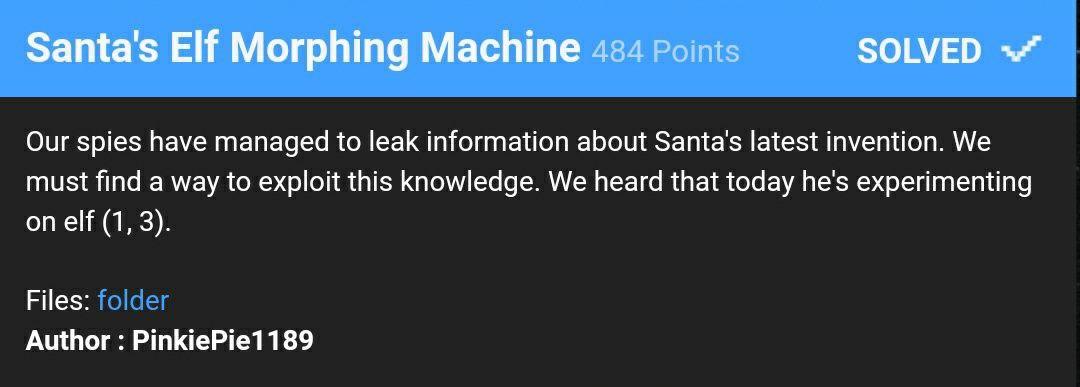 Santa's Elf Morphing Machine 484 Points SOLVED
Our spies have managed to leak information about Santa's latest invention. We
must find a way to exploit this knowledge. We heard that today he's experimenting
on elf (1, 3).
Files: folder
Author : PinkiePie1189